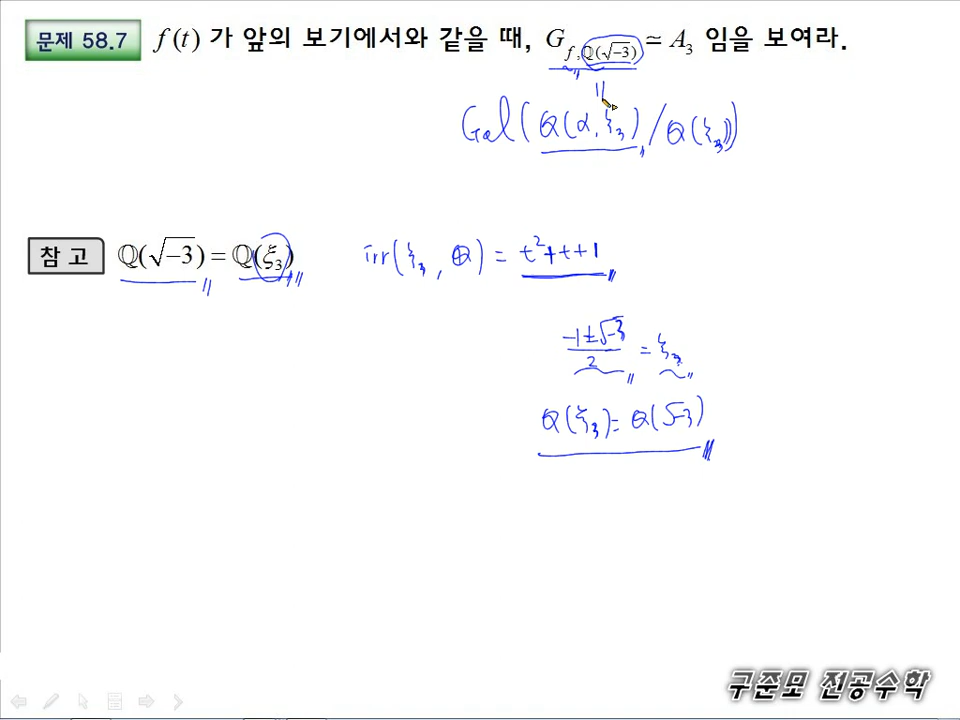 문제 58.7 f(t) 가 앞의 보기에서와 같을 때, G_{f,ℚ(√-3)} ≃ A₃ 임을 보여라.
Gal(Q(α, ξ₃)/Q(ξ₃))
참고 ℚ(√-3) = ℚ(ξ₃) irr(ξ₃, Q) = t²+t+1
(-1±√-3)/2 = ξ₃
Q(ξ₃) = Q(√-3)
구준모 전공수학